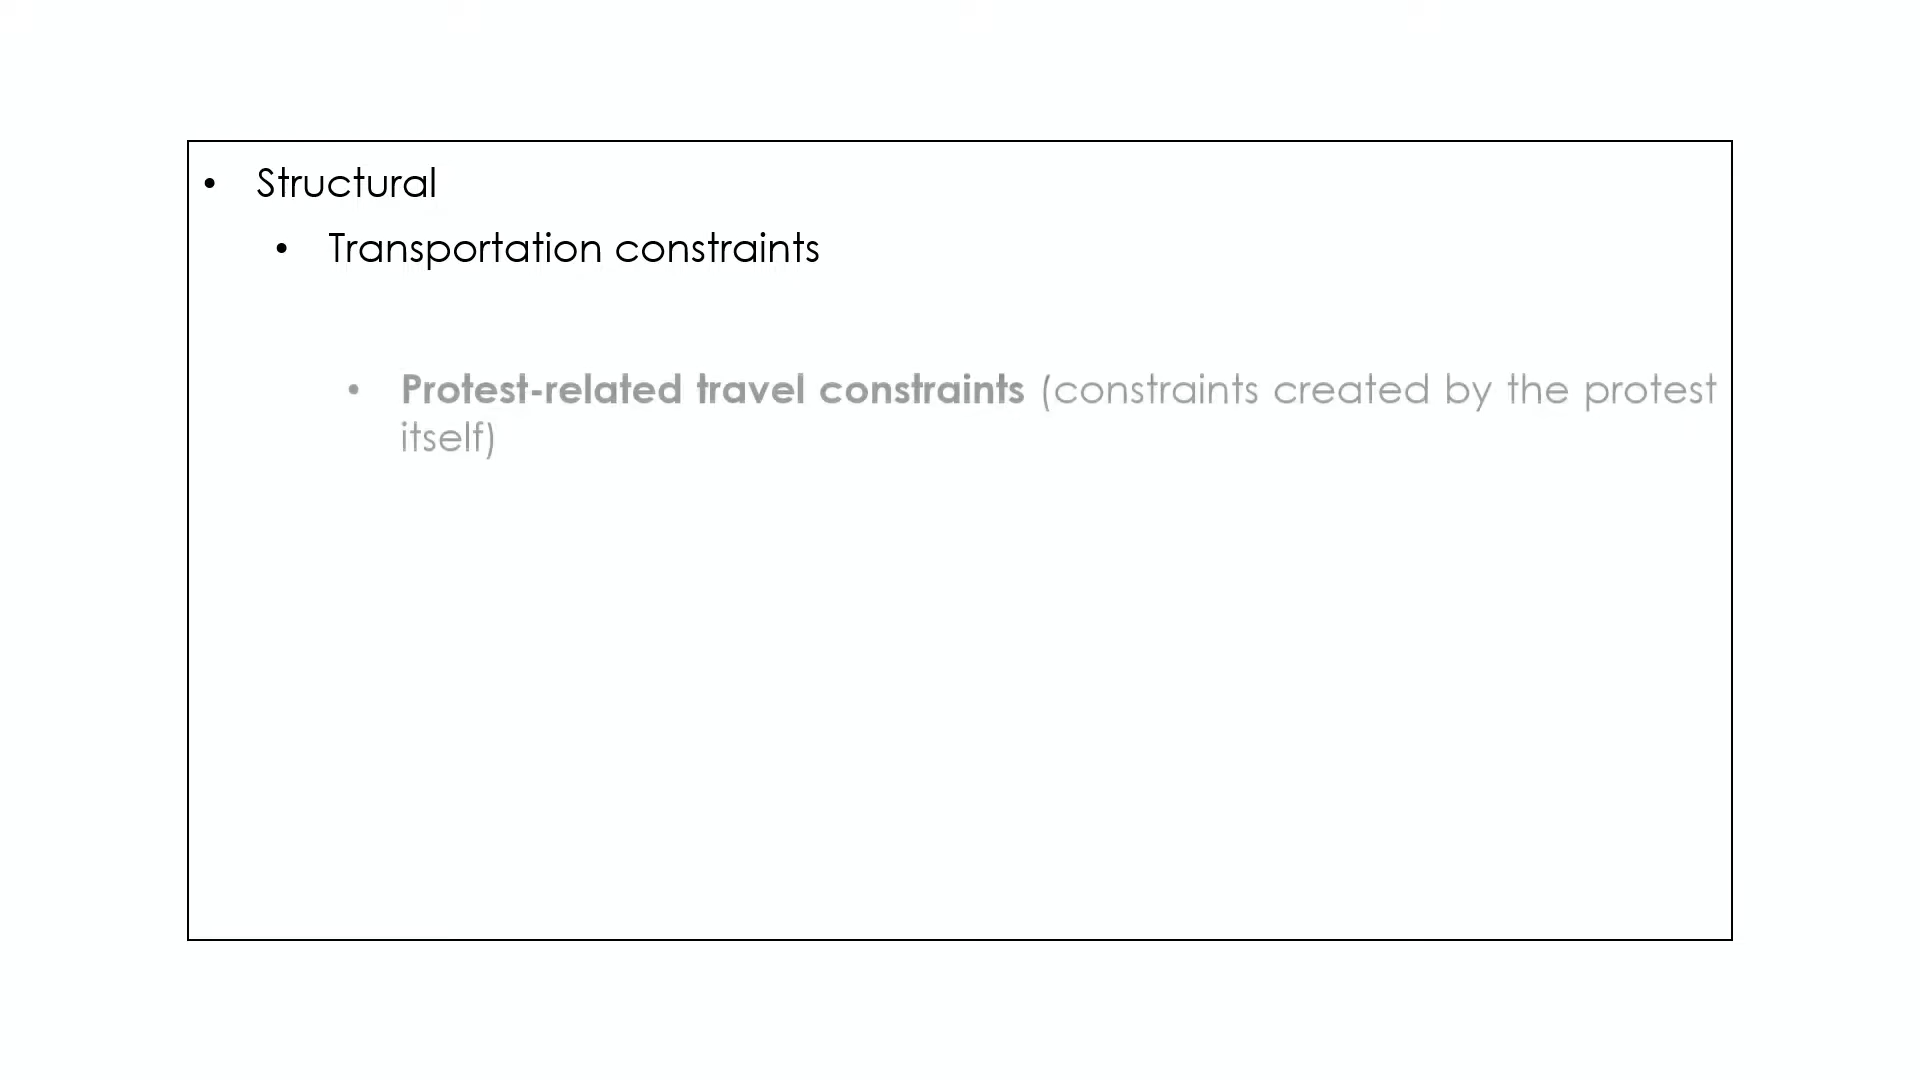 • Structural
• Transportation constraints
• Protest-related travel constraints (constraints created by the protest
itself)